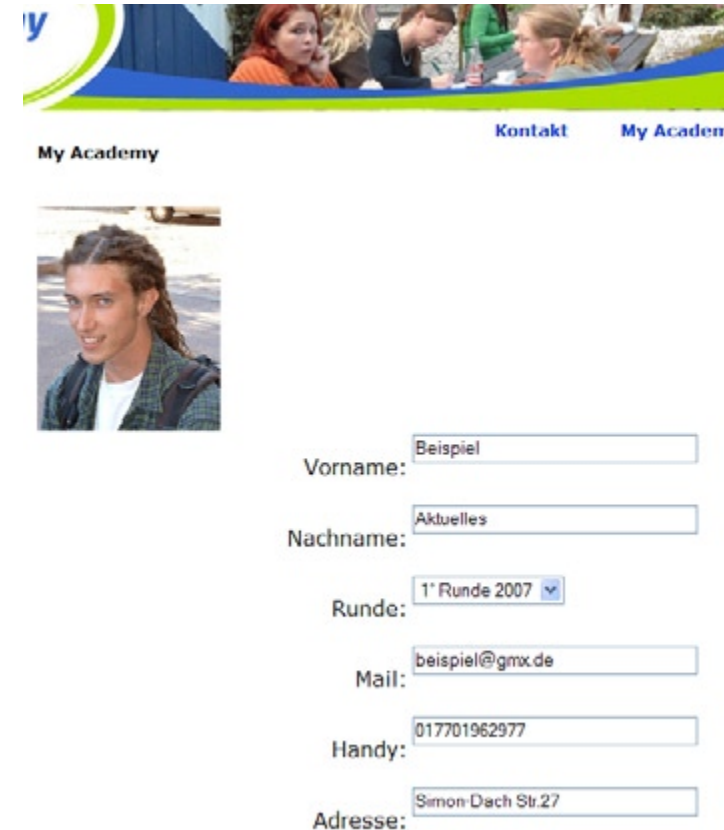 y
Kontakt My Academ
My Academy
Vorname: Beispiel
Nachname: Aktuelles
Runde: 1° Runde 2007
Mail: beispiel@gmx.de
Handy: 017701962977
Adresse: Simon-Dach Str.27